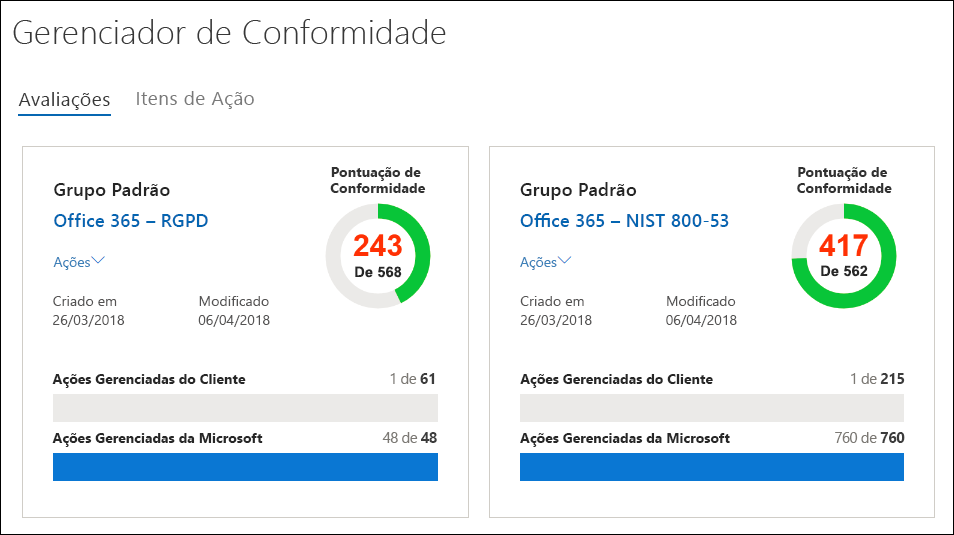 Gerenciador de Conformidade
Avaliações Itens de Ação
Grupo Padrão
Office 365 – RGPD
Ações
Pontuação de
Conformidade
243
De 568
Criado em Modificado
26/03/2018 06/04/2018
Ações Gerenciadas do Cliente 1 de 61
Ações Gerenciadas da Microsoft 48 de 48
Grupo Padrão
Office 365 – NIST 800-53
Ações
Pontuação de
Conformidade
417
De 562
Criado em Modificado
26/03/2018 06/04/2018
Ações Gerenciadas do Cliente 1 de 215
Ações Gerenciadas da Microsoft 760 de 760